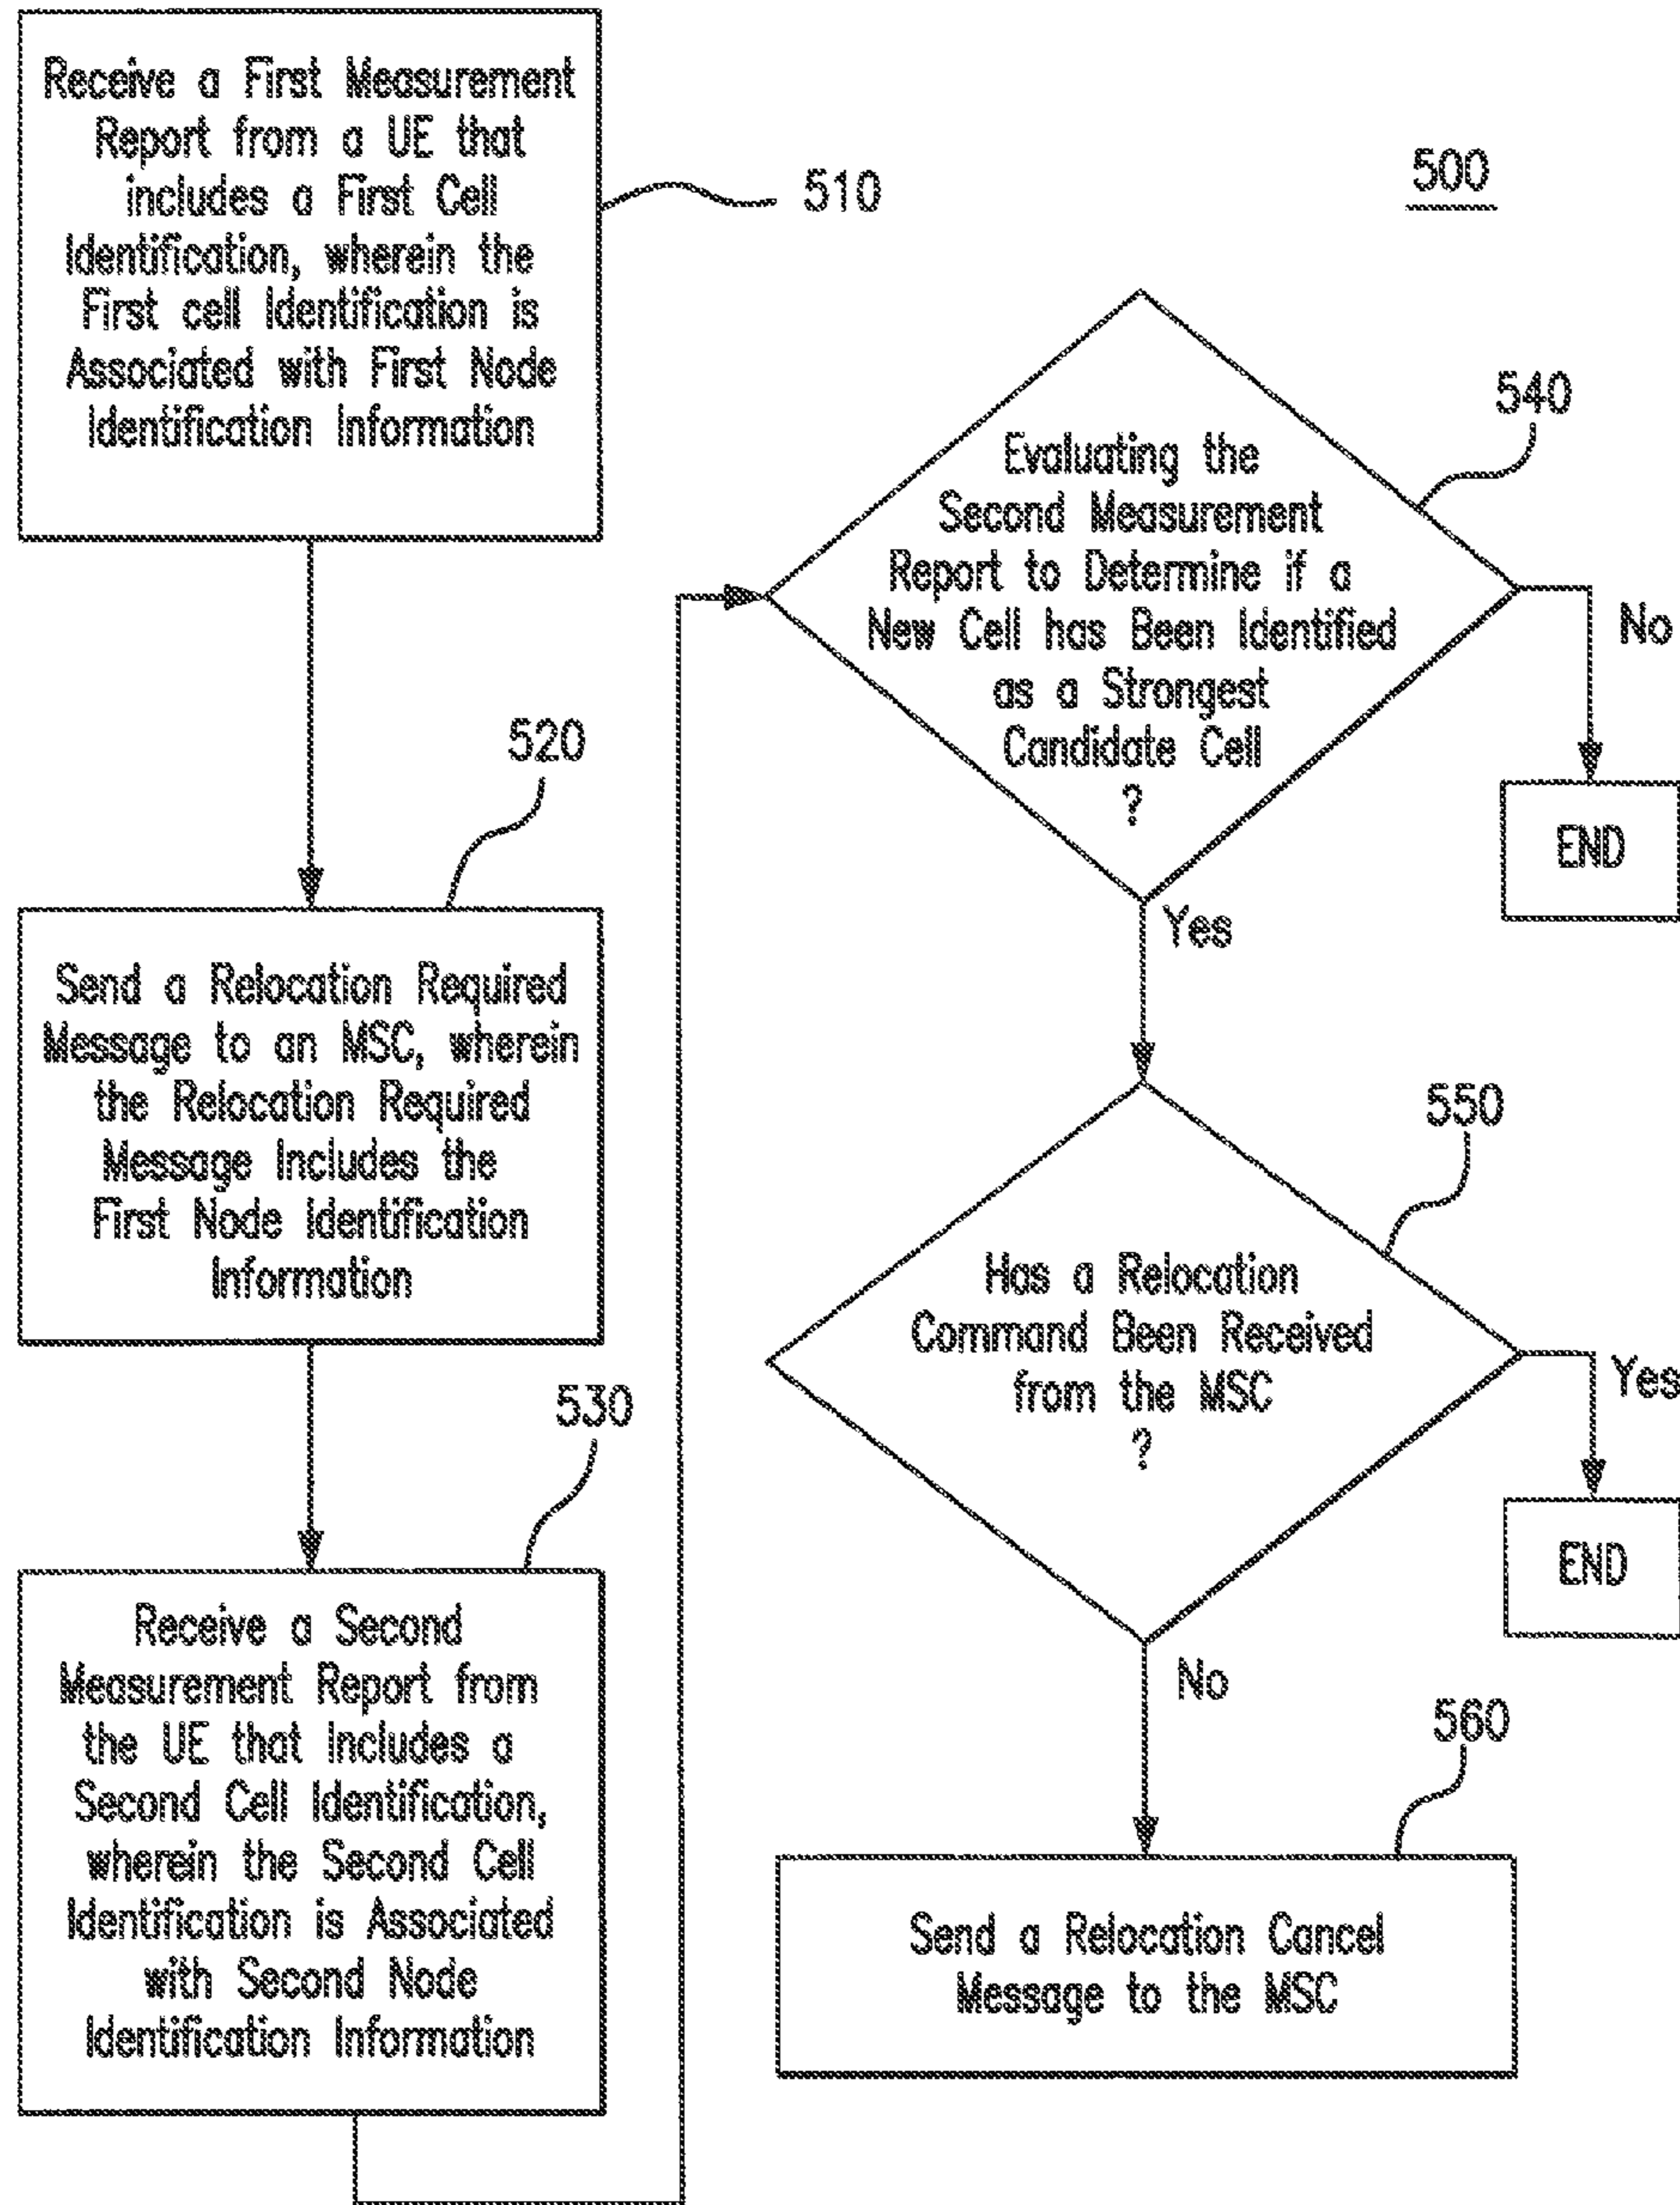 Receive a First Measurement
Report from a UE that
includes a First Cell
Identification, wherein the
First cell Identification is
Associated with First Node
Identification Information
510
500
520
Send a Relocation Required
Message to an MSC, wherein
the Relocation Required
Message Includes the
First Node Identification
Information
530
Receive a Second
Measurement Report from
the UE that includes a
Second Cell Identification,
wherein the Second Cell
Identification is Associated
with Second Node
Identification Information
540
Evaluating the
Second Measurement
Report to Determine if a
New Cell has Been Identified
as a Strongest
Candidate Cell
?
No
END
Yes
550
Has a Relocation
Command Been Received
from the MSC
?
Yes
END
No
560
Send a Relocation Cancel
Message to the MSC